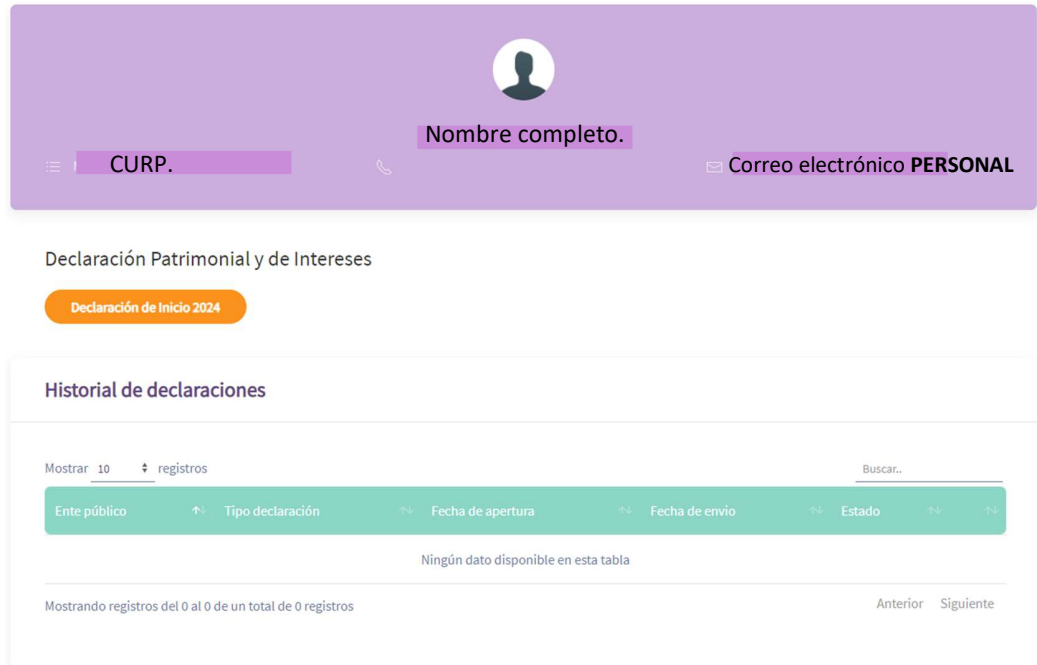 Nombre completo.
CURP.
Correo electrónico PERSONAL
Declaración Patrimonial y de Intereses
Declaración de Inicio 2024
Historial de declaraciones
Mostrar 10 registros
Buscar..
Ente público Tipo declaración Fecha de apertura Fecha de envio Estado
Ningún dato disponible en esta tabla
Mostrando registros del 0 al 0 de un total de 0 registros
Anterior Siguiente